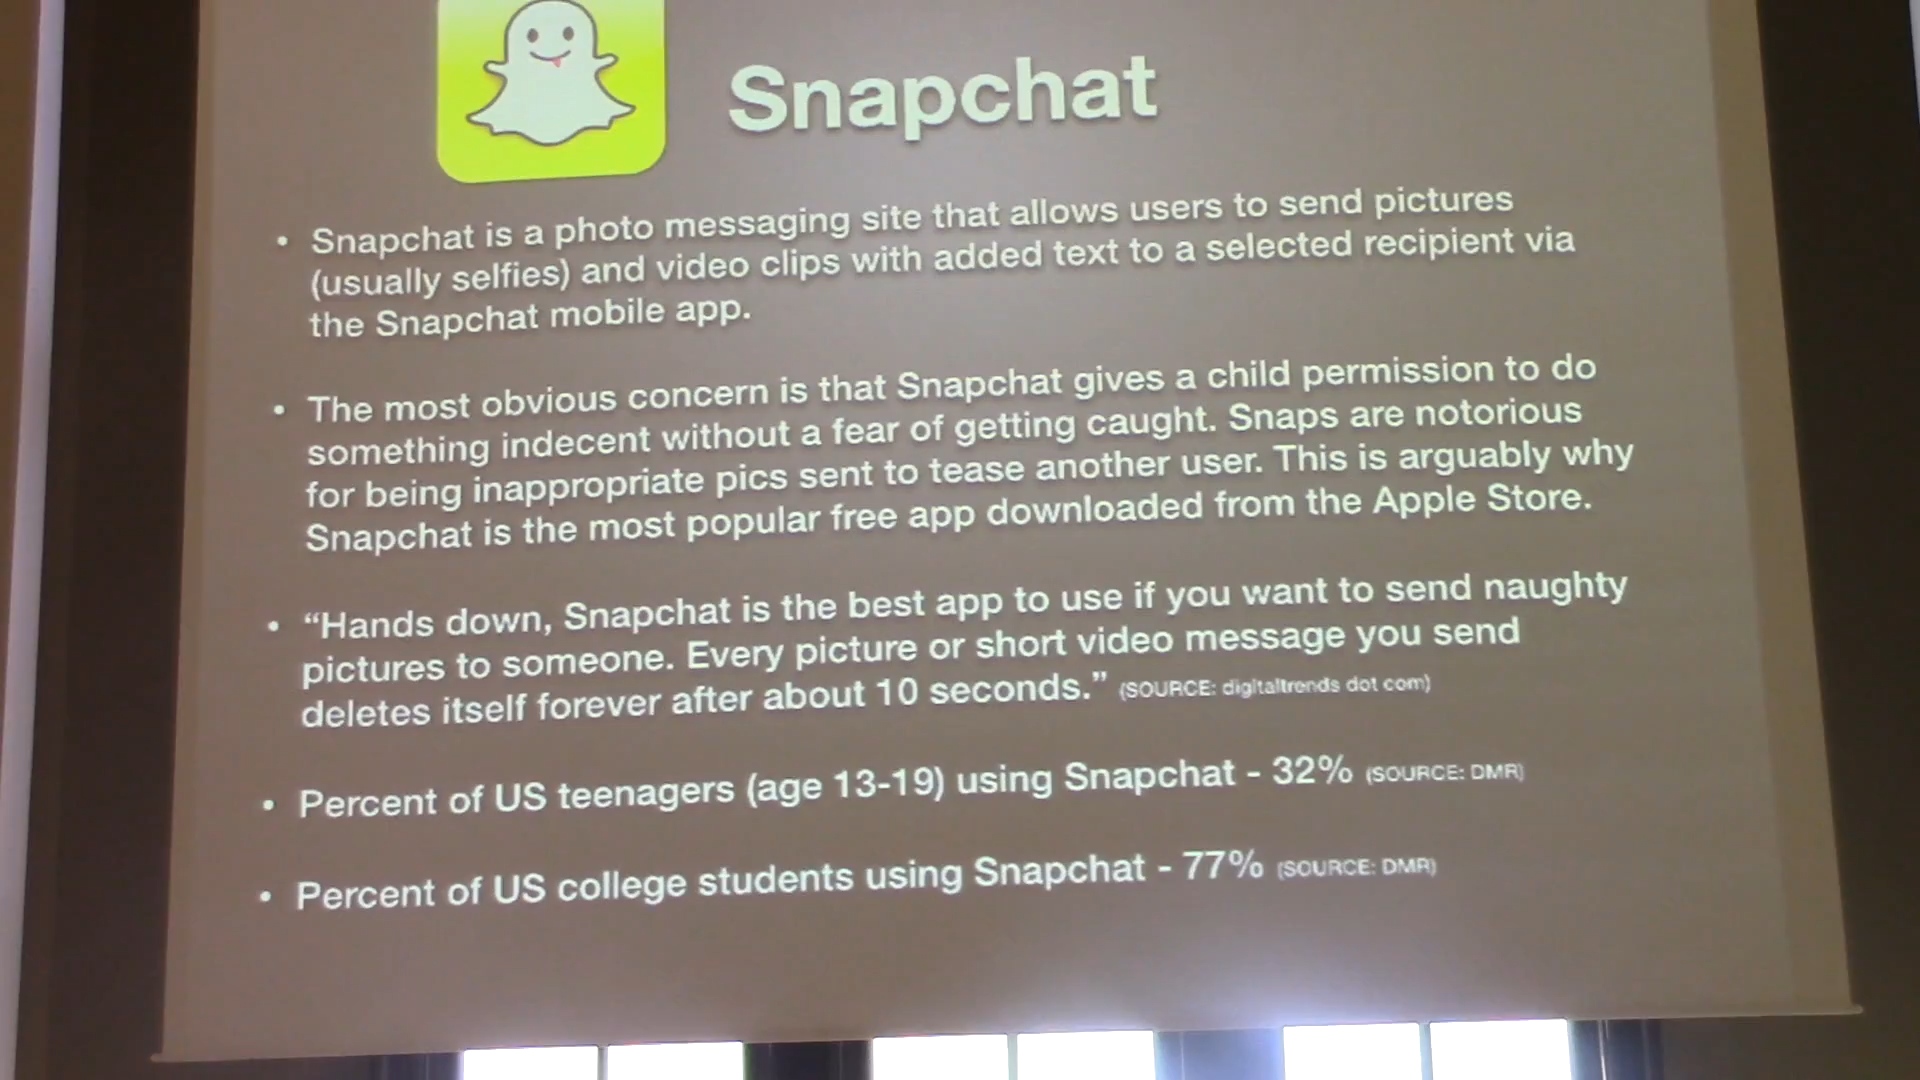 Snapchat
• Snapchat is a photo messaging site that allows users to send pictures
(usually selfies) and video clips with added text to a selected recipient via
the Snapchat mobile app.
• The most obvious concern is that Snapchat gives a child permission to do
something indecent without a fear of getting caught. Snaps are notorious
for being inappropriate pics sent to tease another user. This is arguably why
Snapchat is the most popular free app downloaded from the Apple Store.
• “Hands down, Snapchat is the best app to use if you want to send naughty
pictures to someone. Every picture or short video message you send
deletes itself forever after about 10 seconds.” (SOURCE: digitaltrends dot com)
• Percent of US teenagers (age 13-19) using Snapchat - 32% (SOURCE: DMR)
• Percent of US college students using Snapchat - 77% (SOURCE: DMR)